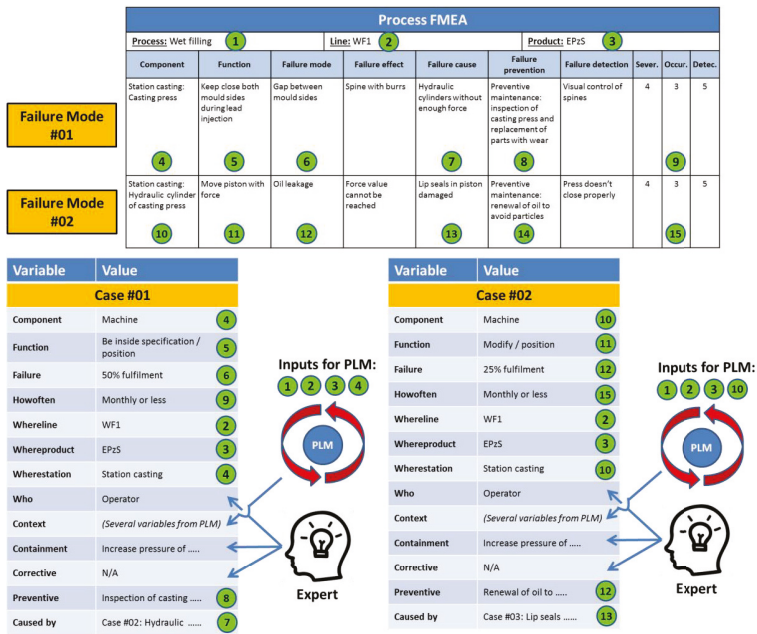 Process FMEA
Process: Wet filling 1 Line: WF1 2 Product: EPzS 3
Component Function Failure mode Failure effect Failure cause Failure prevention Failure detection Sever. Occur. Detec.
Failure Mode #01
Station casting: Casting press 4
Keep close both mould sides during lead injection 5
Gap between mould sides 6
Spine with burrs
Hydraulic cylinders without enough force 7
Preventive maintenance: inspection of casting press and replacement of parts with wear 8
Visual control of spines
4 3 5
9
Failure Mode #02
Station casting: Hydraulic cylinder of casting press 10
Move piston with force 11
Oil leakage 12
Force value cannot be reached
Lip seals in piston damaged 13
Preventive maintenance: renewal of oil to avoid particles 14
Press doesn't close properly
4 3 5
15
Variable Value
Case #01
Component Machine 4
Function Be inside specification / position 5
Failure 50% fulfilment 6
Howoften Monthly or less 9
Whereline WF1 2
Whereproduct EPzS 3
Wherestation Station casting 4
Who Operator
Context (Several variables from PLM)
Containment Increase pressure of .....
Corrective N/A
Preventive Inspection of casting ..... 8
Caused by Case #02: Hydraulic ...... 7
Inputs for PLM:
1 2 3 4
PLM
Expert
Variable Value
Case #02
Component Machine 10
Function Modify / position 11
Failure 25% fulfilment 12
Howoften Monthly or less 15
Whereline WF1 2
Whereproduct EPzS 3
Wherestation Station casting 10
Who Operator
Context (Several variables from PLM)
Containment Increase pressure of .....
Corrective N/A
Preventive Renewal of oil to ..... 12
Caused by Case #03: Lip seals ...... 13
Inputs for PLM:
1 2 3 10
PLM
Expert